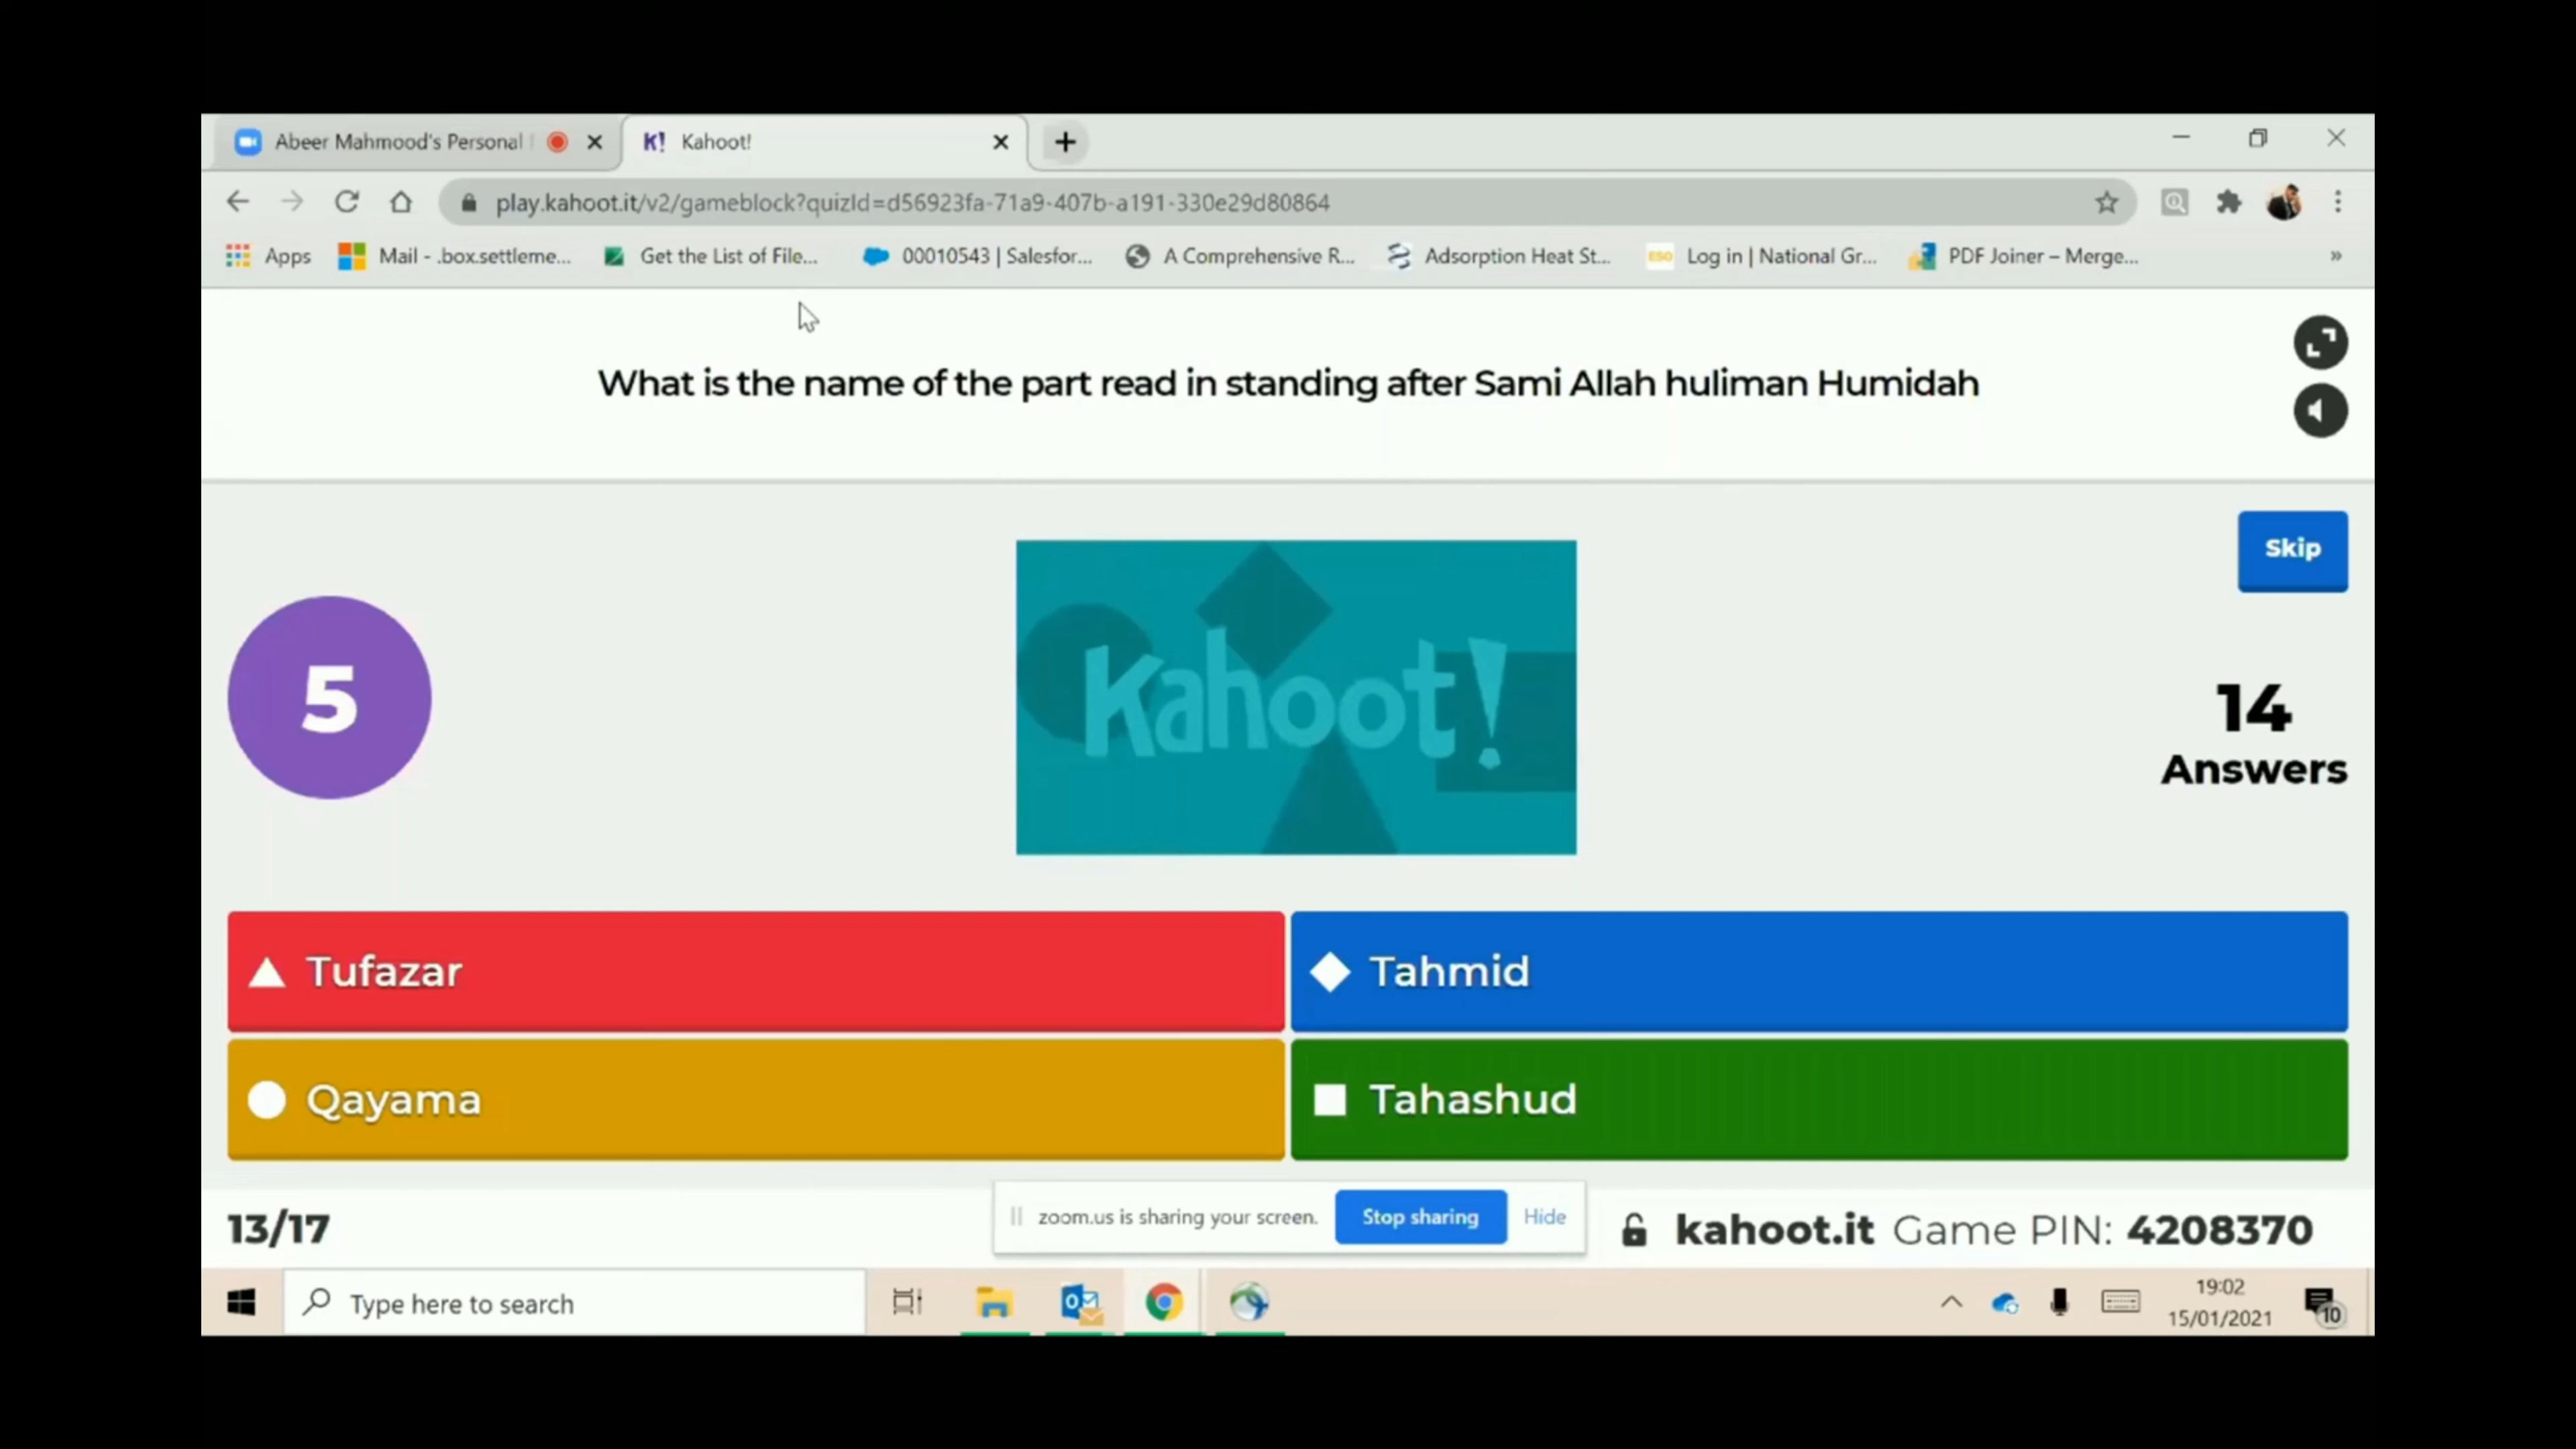 Abeer Mahmood's Personal
K! Kahoot!
play.kahoot.it/v2/gameblock?quizId=d56923fa-71a9-407b-a191-330e29d80864
Apps Mail - .box.settleme... Get the List of File... 00010543 | Salesfor... A Comprehensive R... Adsorption Heat St... ESO Log in | National Gr... PDF Joiner – Merge... »
What is the name of the part read in standing after Sami Allah huliman Humidah
Skip
5
Kahoot!
14
Answers
Tufazar
Tahmid
Qayama
Tahashud
13/17
zoom.us is sharing your screen. Stop sharing Hide
kahoot.it Game PIN: 4208370
Type here to search
19:02
15/01/2021
10